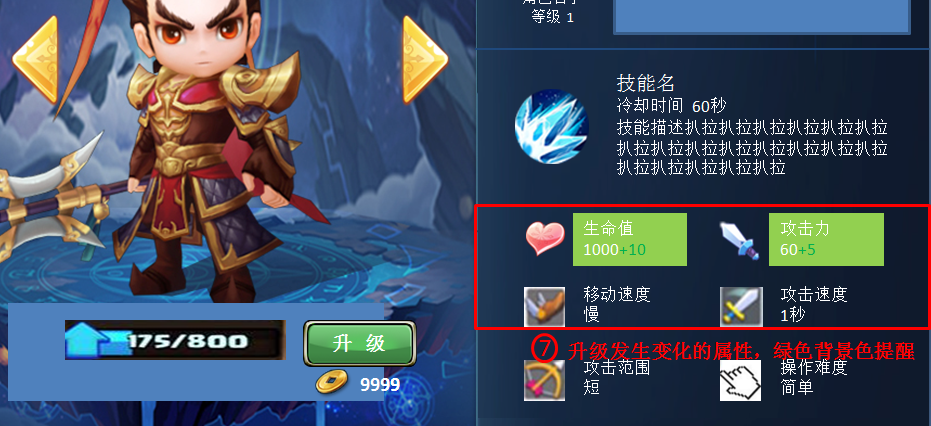 等级 1
技能名
冷却时间 60秒
技能描述扒拉扒拉扒拉扒拉扒拉扒拉
扒拉扒拉扒拉扒拉扒拉扒拉扒拉扒拉
扒拉扒拉扒拉扒拉扒拉
生命值
1000+10
攻击力
60+5
移动速度
慢
攻击速度
1秒
⑦ 升级发生变化的属性，绿色背景色提醒
攻击范围
短
操作难度
简单
175/800
升 级
9999